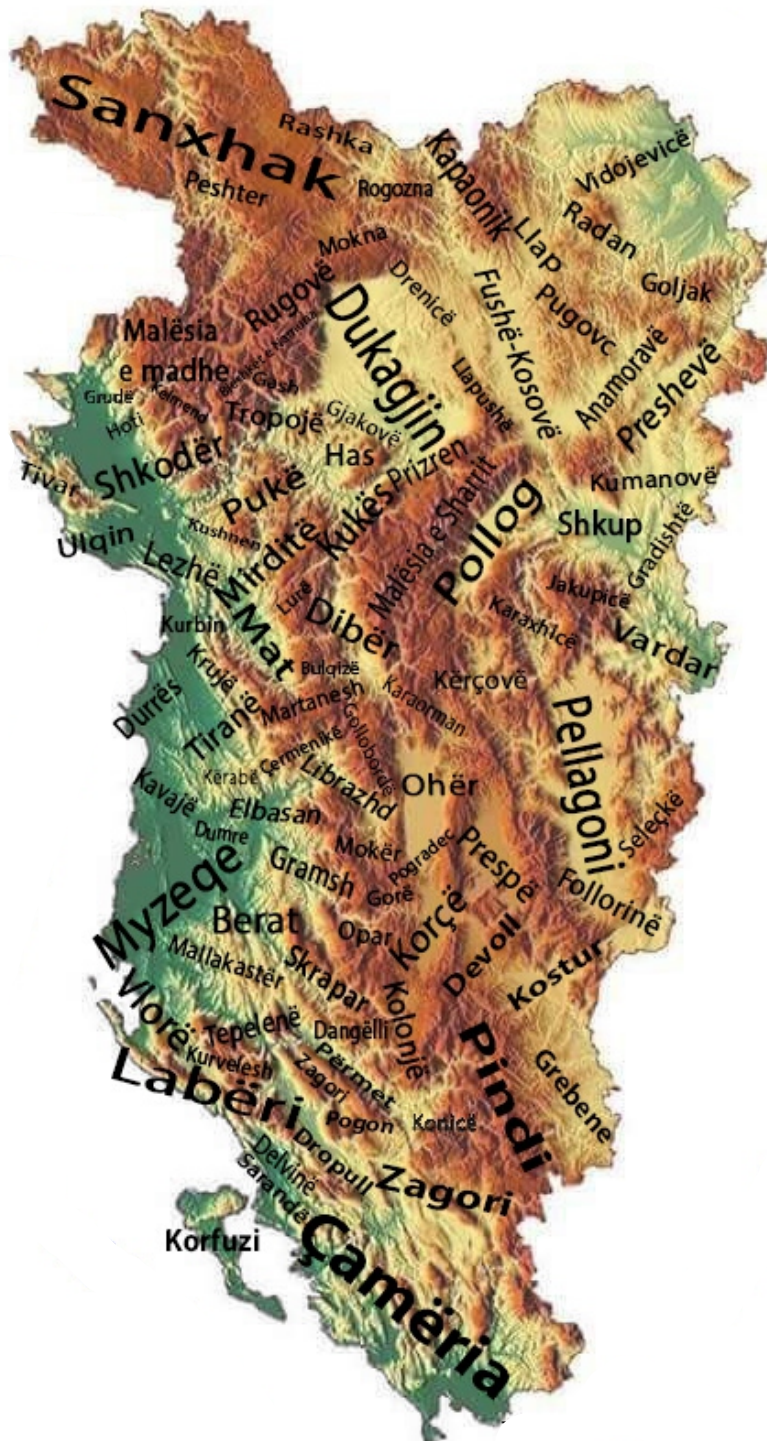 Sanxhak
Rashka
Kapaonik
Vidojevicë
Peshter
Rogozna
Radan
Llap
Mokna
Drenicë
Goljak
Rugovë
Dukagjin
Fushë-Kosovë
Pugovc
Malësia
e madhe
Anamoravë
Preshevë
Gash
Llapushë
Grudë
Kelmend
Hoti
Tropojë
Gjakovë
Shkodër
Has
Prizren
Tivar
Pukë
Kukës
Malësia e Sharrit
Kumanovë
Pollog
Shkup
Gradishtë
Ulqin
Kushnen
Lezhë
Mirditë
Lurë
Jakupicë
Karaxhicë
Kurbin
Mat
Dibër
Vardar
Krujë
Bulqizë
Kërçovë
Karaorman
Durrës
Tiranë
Martanesh
Gollobordë
Pellagoni
Çermenikë
Kërabë
Librazhd
Ohër
Kavajë
Elbasan
Seleçkë
Dumre
Mokër
Pogradec
Prespë
Gramsh
Gorë
Follorinë
Myzeqe
Berat
Opar
Korçë
Devoll
Mallakastër
Skrapar
Kostur
Vlorë
Tepelenë
Dangëlli
Kolonjë
Kurvelesh
Përmet
Zagori
Pindi
Grebene
Labëri
Pogon
Konicë
Delvinë
Dropull
Sarandë
Zagori
Korfuzi
Çamëria